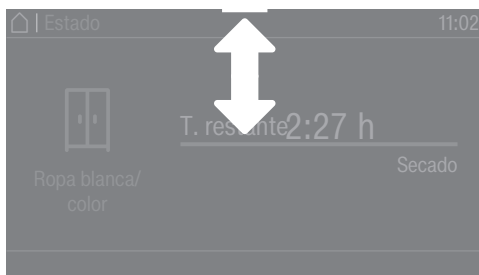 | Estado 11:02
T. restante 2:27 h
Secado
Ropa blanca/
color